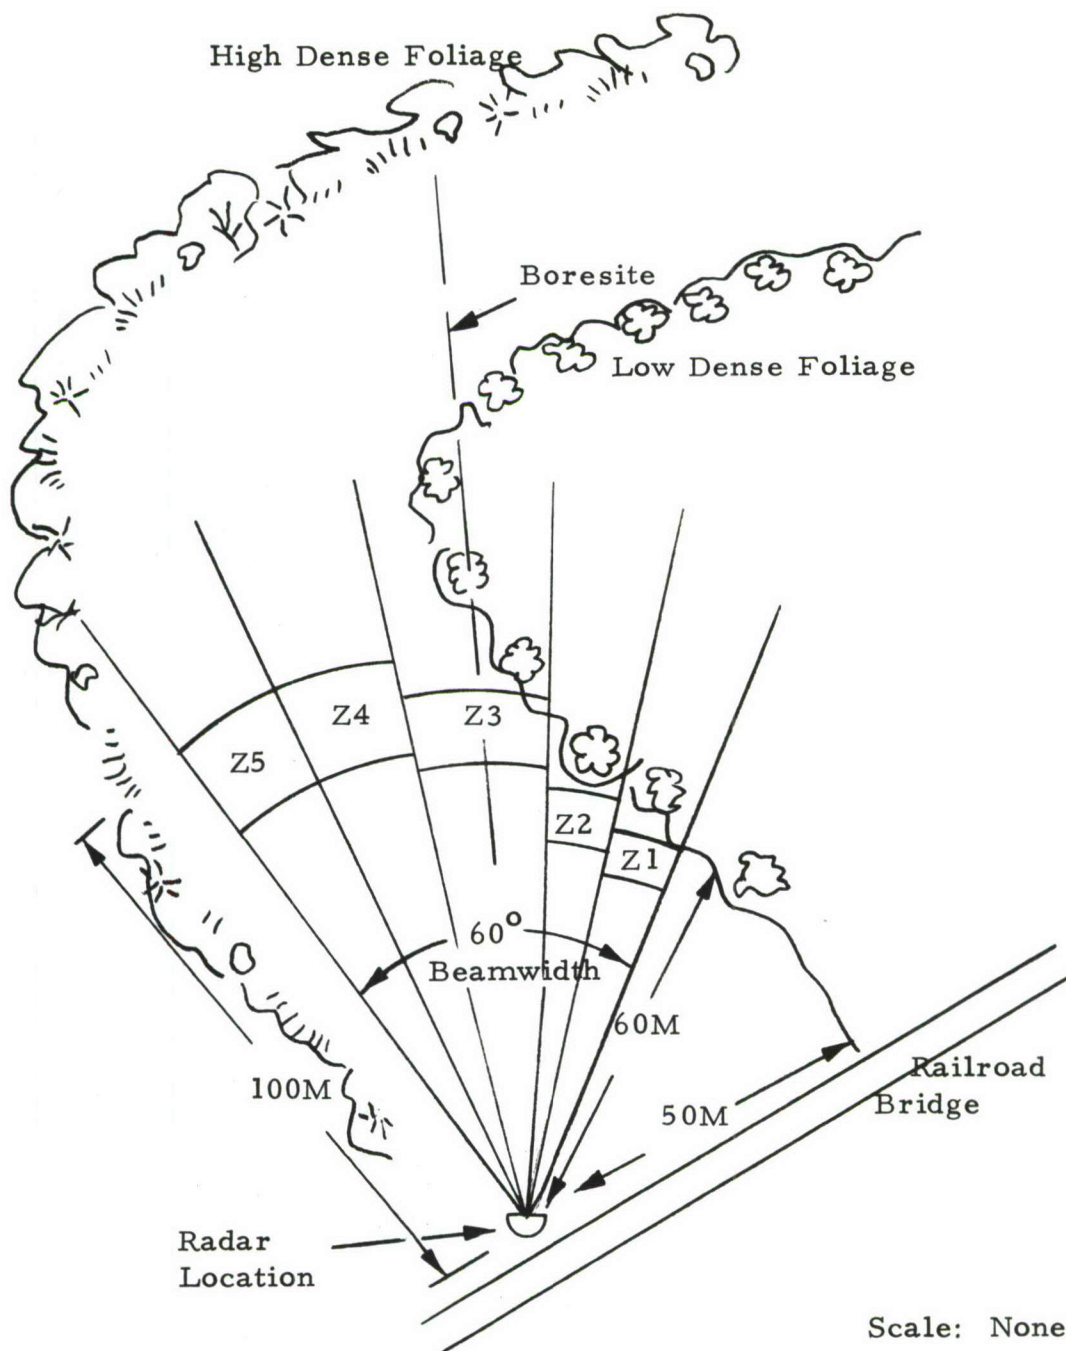 High Dense Foliage
Boresite
Low Dense Foliage
Z4
Z3
Z5
Z2
Z1
60°
Beamwidth
60M
100M
50M
Railroad
Bridge
Radar
Location
Scale: None